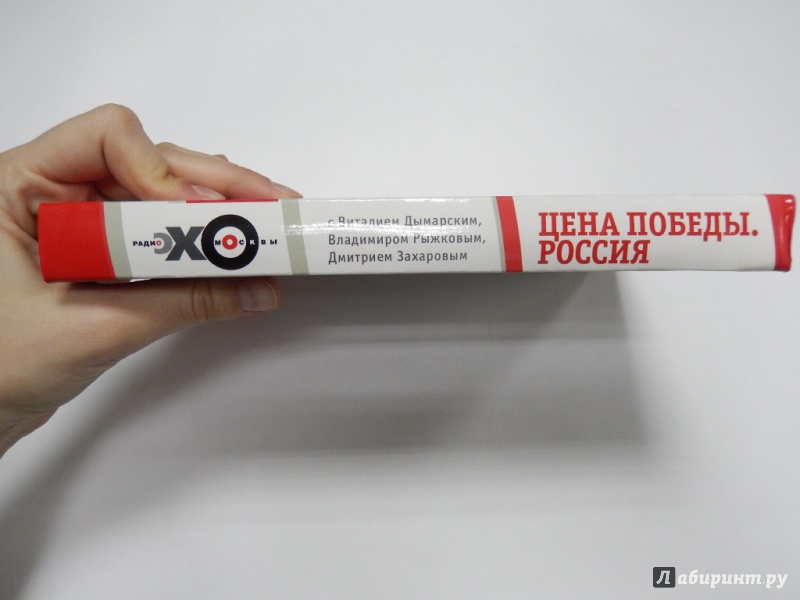 РАДИО ЭХО МОСКВЫ
с Виталием Дымарским,
Владимиром Рыжковым,
Дмитрием Захаровым
ЦЕНА ПОБЕДЫ.
РОССИЯ
Лабиринт.ру